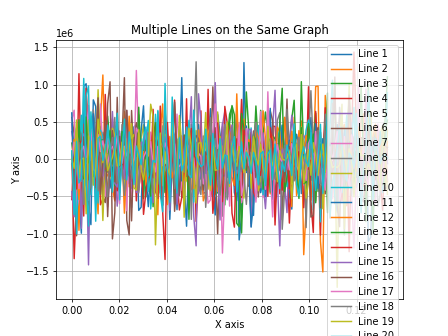 Multiple Lines on the Same Graph
1e6
1.5
1.0
0.5
0.0
−0.5
−1.0
−1.5
Y axis
0.00
0.02
0.04
0.06
0.08
0.10
X axis
Line 1
Line 2
Line 3
Line 4
Line 5
Line 6
Line 7
Line 8
Line 9
Line 10
Line 11
Line 12
Line 13
Line 14
Line 15
Line 16
Line 17
Line 18
Line 19
Line 20